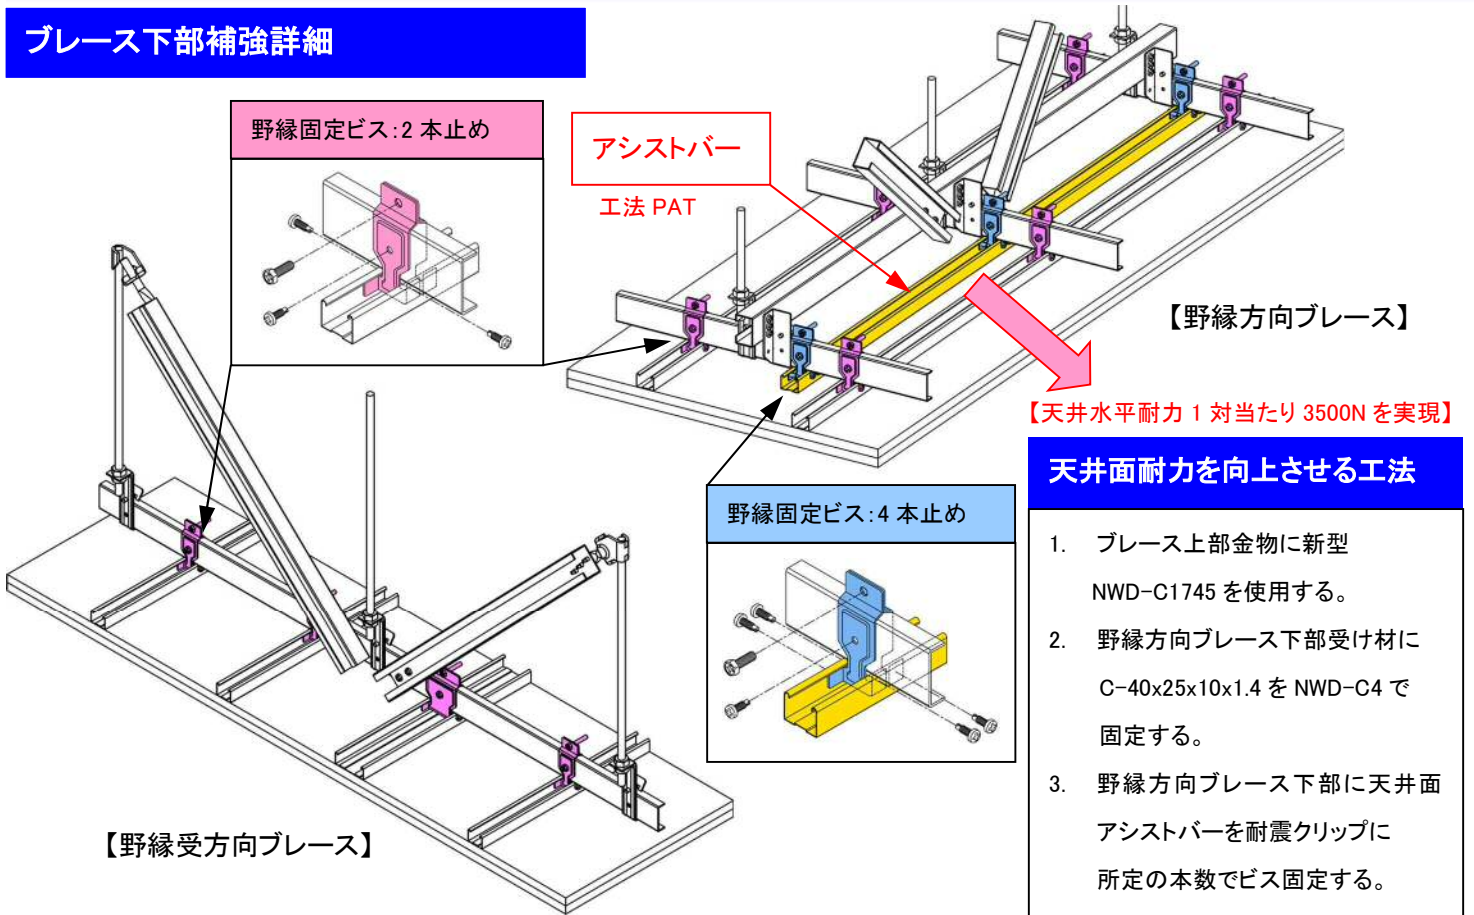 ブレース下部補強詳細
野縁固定ビス:2 本止め
アシストバー
工法 PAT
【野縁方向ブレース】
【天井水平耐力 1 対当たり 3500N を実現】
野縁固定ビス:4 本止め
【野縁受方向ブレース】
天井面耐力を向上させる工法
1. ブレース上部金物に新型
NWD-C1745 を使用する。
2. 野縁方向ブレース下部受け材に
C-40x25x10x1.4 を NWD-C4 で
固定する。
3. 野縁方向ブレース下部に天井面
アシストバーを耐震クリップに
所定の本数でビス固定する。